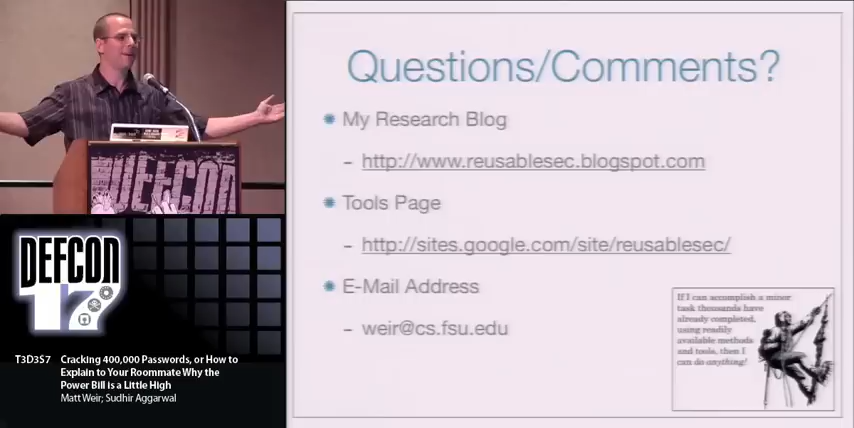 Questions/Comments?
My Research Blog
– http://www.reusablesec.blogspot.com
Tools Page
– http://sites.google.com/site/reusablesec/
E-Mail Address
– weir@cs.fsu.edu
If I can accomplish a minor
task thousands have
already completed,
using readily
available methods
and tools, then I
can do anything!
DEFCON
DEFCON
17
T3D3S7
Cracking 400,000 Passwords, or How to
Explain to Your Roommate Why the
Power Bill is a Little High
Matt Weir; Sudhir Aggarwal